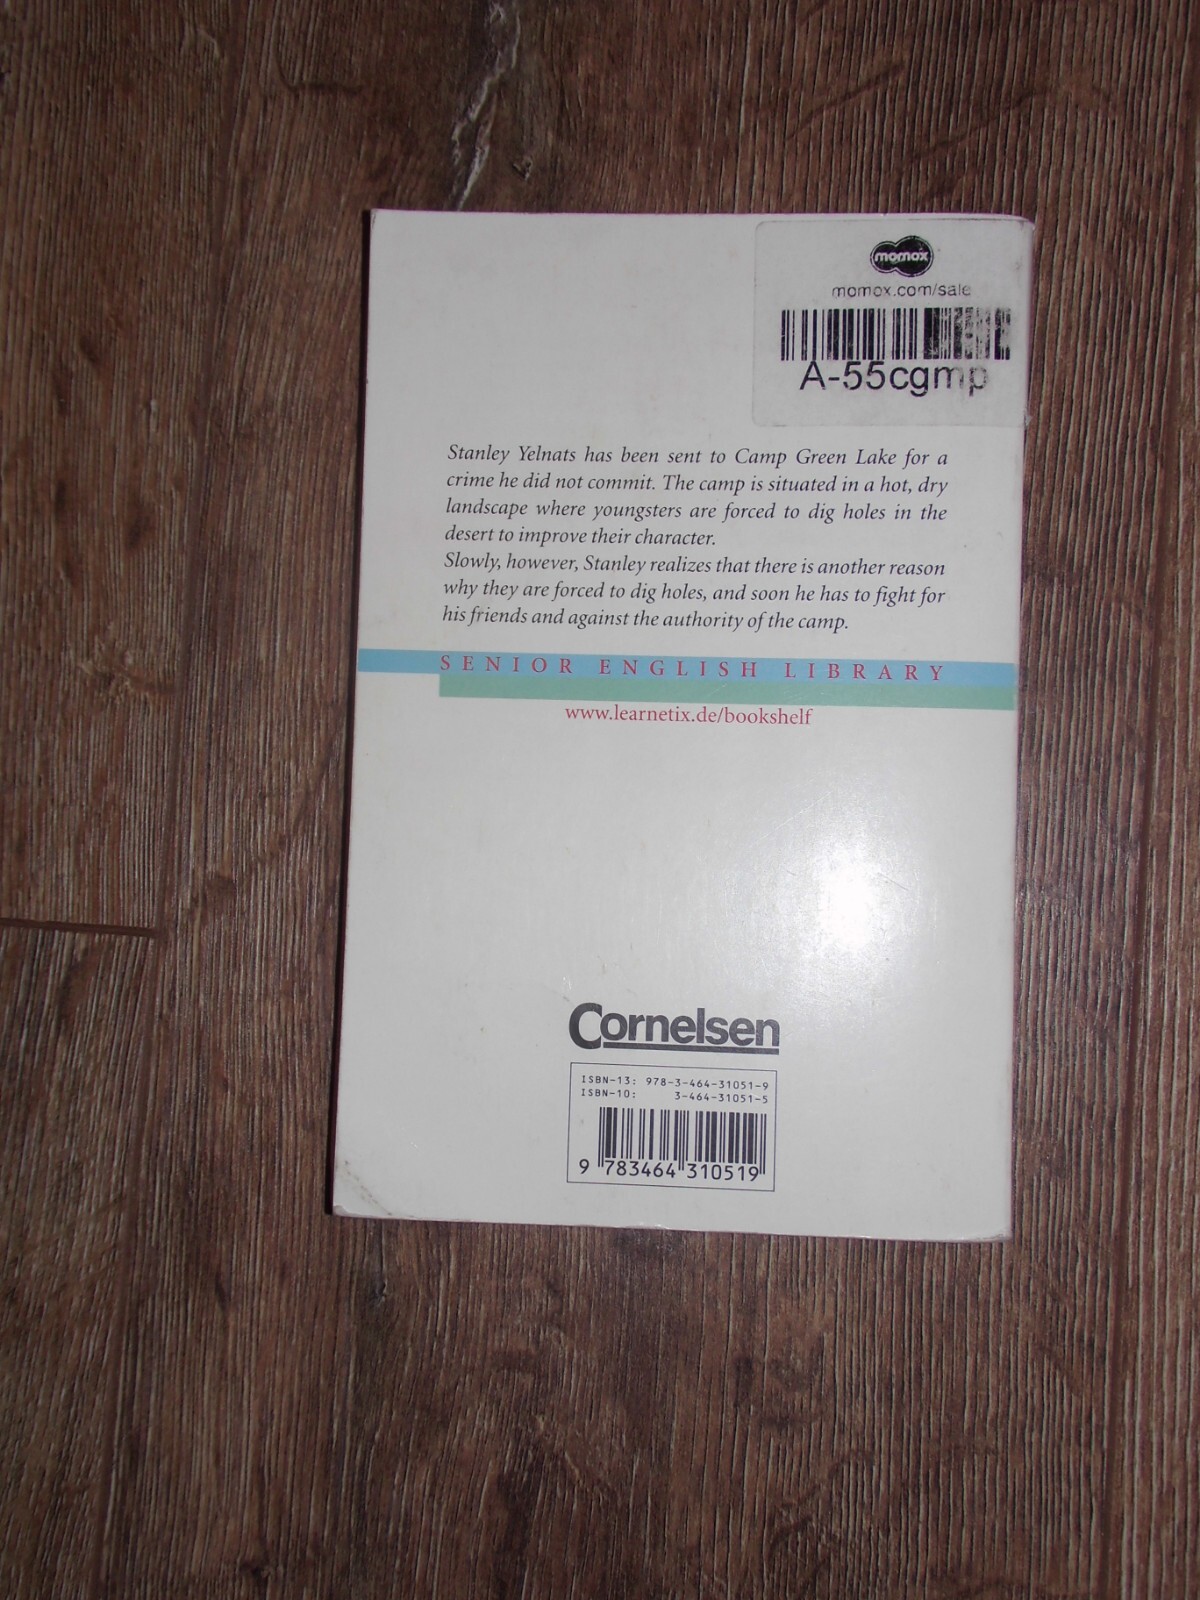 momox
momox.com/sale
A-55cgmp
Stanley Yelnats has been sent to Camp Green Lake for a
crime he did not commit. The camp is situated in a hot, dry
landscape where youngsters are forced to dig holes in the
desert to improve their character.
Slowly, however, Stanley realizes that there is another reason
why they are forced to dig holes, and soon he has to fight for
his friends and against the authority of the camp.
SENIOR ENGLISH LIBRARY
www.learnetix.de/bookshelf
Cornelsen
ISBN-13: 978-3-464-31051-9
ISBN-10: 3-464-31051-5
9 783464 310519